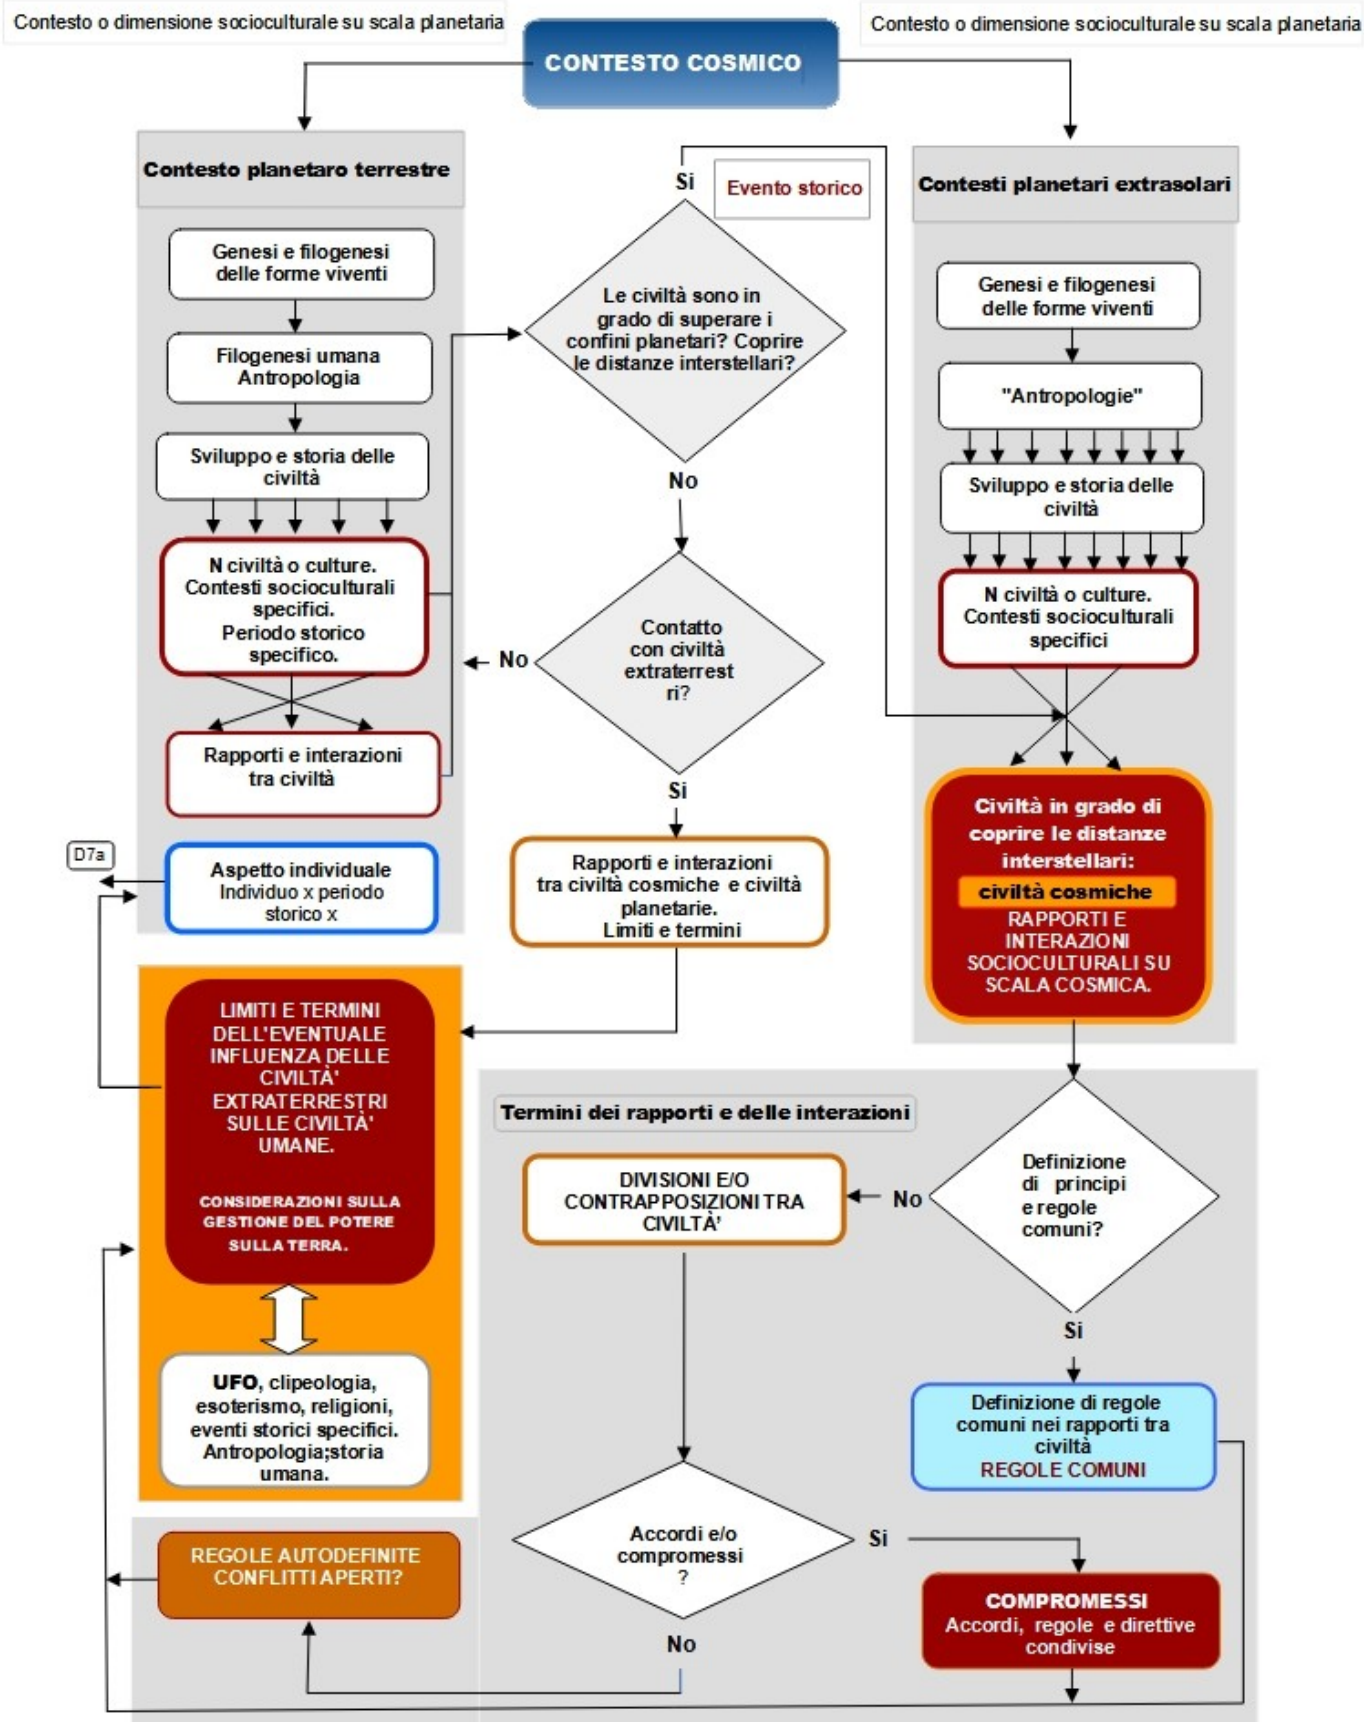 Contesto o dimensione socioculturale su scala planetaria
Contesto o dimensione socioculturale su scala planetaria
CONTESTO COSMICO
Contesto planetaro terrestre
Genesi e filogenesi
delle forme viventi
Filogenesi umana
Antropologia
Sviluppo e storia delle
civiltà
N civiltà o culture.
Contesti socioculturali
specifici.
Periodo storico
specifico.
Rapporti e interazioni
tra civiltà
D7a
Aspetto individuale
Individuo x periodo
storico x
Si
Evento storico
Le civiltà sono in
grado di superare i
confini planetari? Coprire
le distanze interstellari?
No
Contatto
con civiltà
extraterrest
ri?
No
Si
Rapporti e interazioni
tra civiltà cosmiche e civiltà
planetarie.
Limiti e termini
Contesti planetari extrasolari
Genesi e filogenesi
delle forme viventi
"Antropologie"
Sviluppo e storia delle
civiltà
N civiltà o culture.
Contesti socioculturali
specifici
Civiltà in grado di
coprire le distanze
interstellari:
civiltà cosmiche
RAPPORTI E
INTERAZIONI
SOCIOCULTURALI SU
SCALA COSMICA.
LIMITI E TERMINI
DELL'EVENTUALE
INFLUENZA DELLE
CIVILTÀ'
EXTRATERRESTRI
SULLE CIVILTÀ'
UMANE.
CONSIDERAZIONI SULLA
GESTIONE DEL POTERE
SULLA TERRA.
UFO, clipeologia,
esoterismo, religioni,
eventi storici specifici.
Antropologia;storia
umana.
REGOLE AUTODEFINITE
CONFLITTI APERTI?
Termini dei rapporti e delle interazioni
Definizione
di principi
e regole
comuni?
No
DIVISIONI E/O
CONTRAPPOSIZIONI TRA
CIVILTÀ’
Si
Definizione di regole
comuni nei rapporti tra
civiltà
REGOLE COMUNI
Accordi e/o
compromessi
?
Si
COMPROMESSI
Accordi, regole e direttive
condivise
No